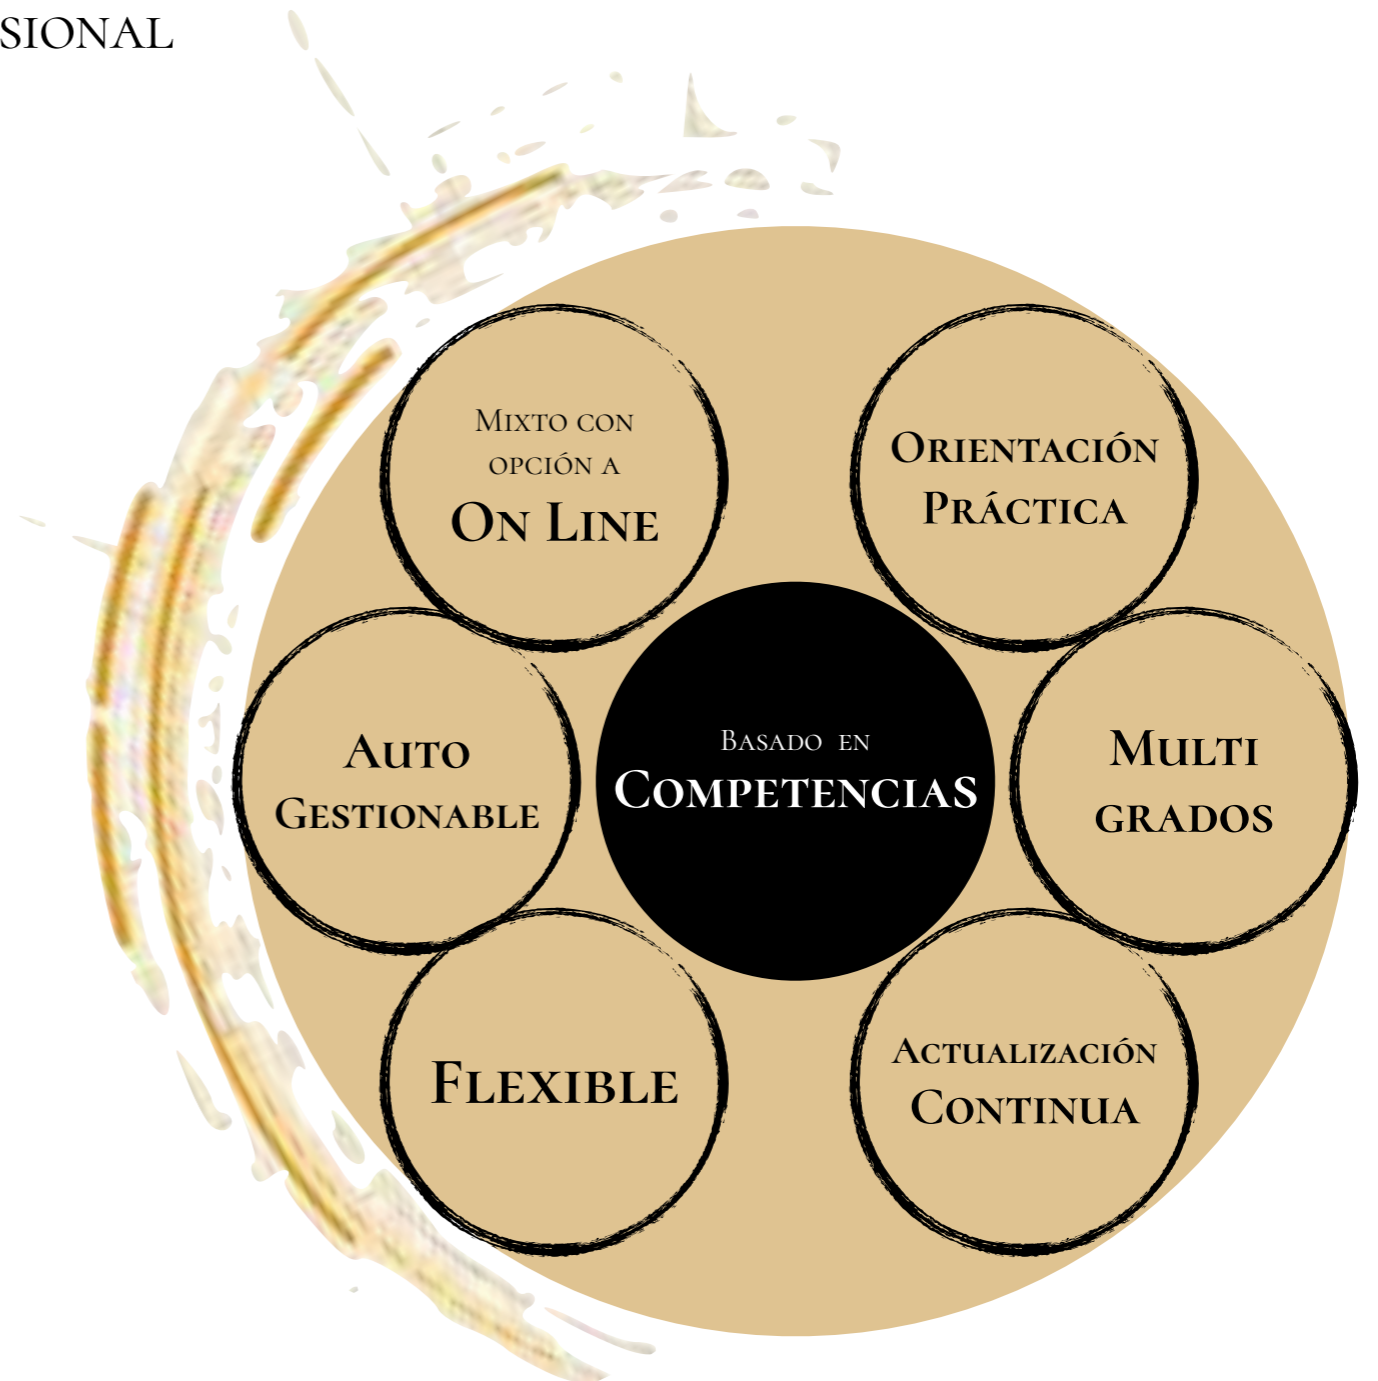 SIONAL
Mixto con
opción a
On Line
Orientación
Práctica
Auto
Gestionable
Basado en
Competencias
Multi
grados
Flexible
Actualización
Continua